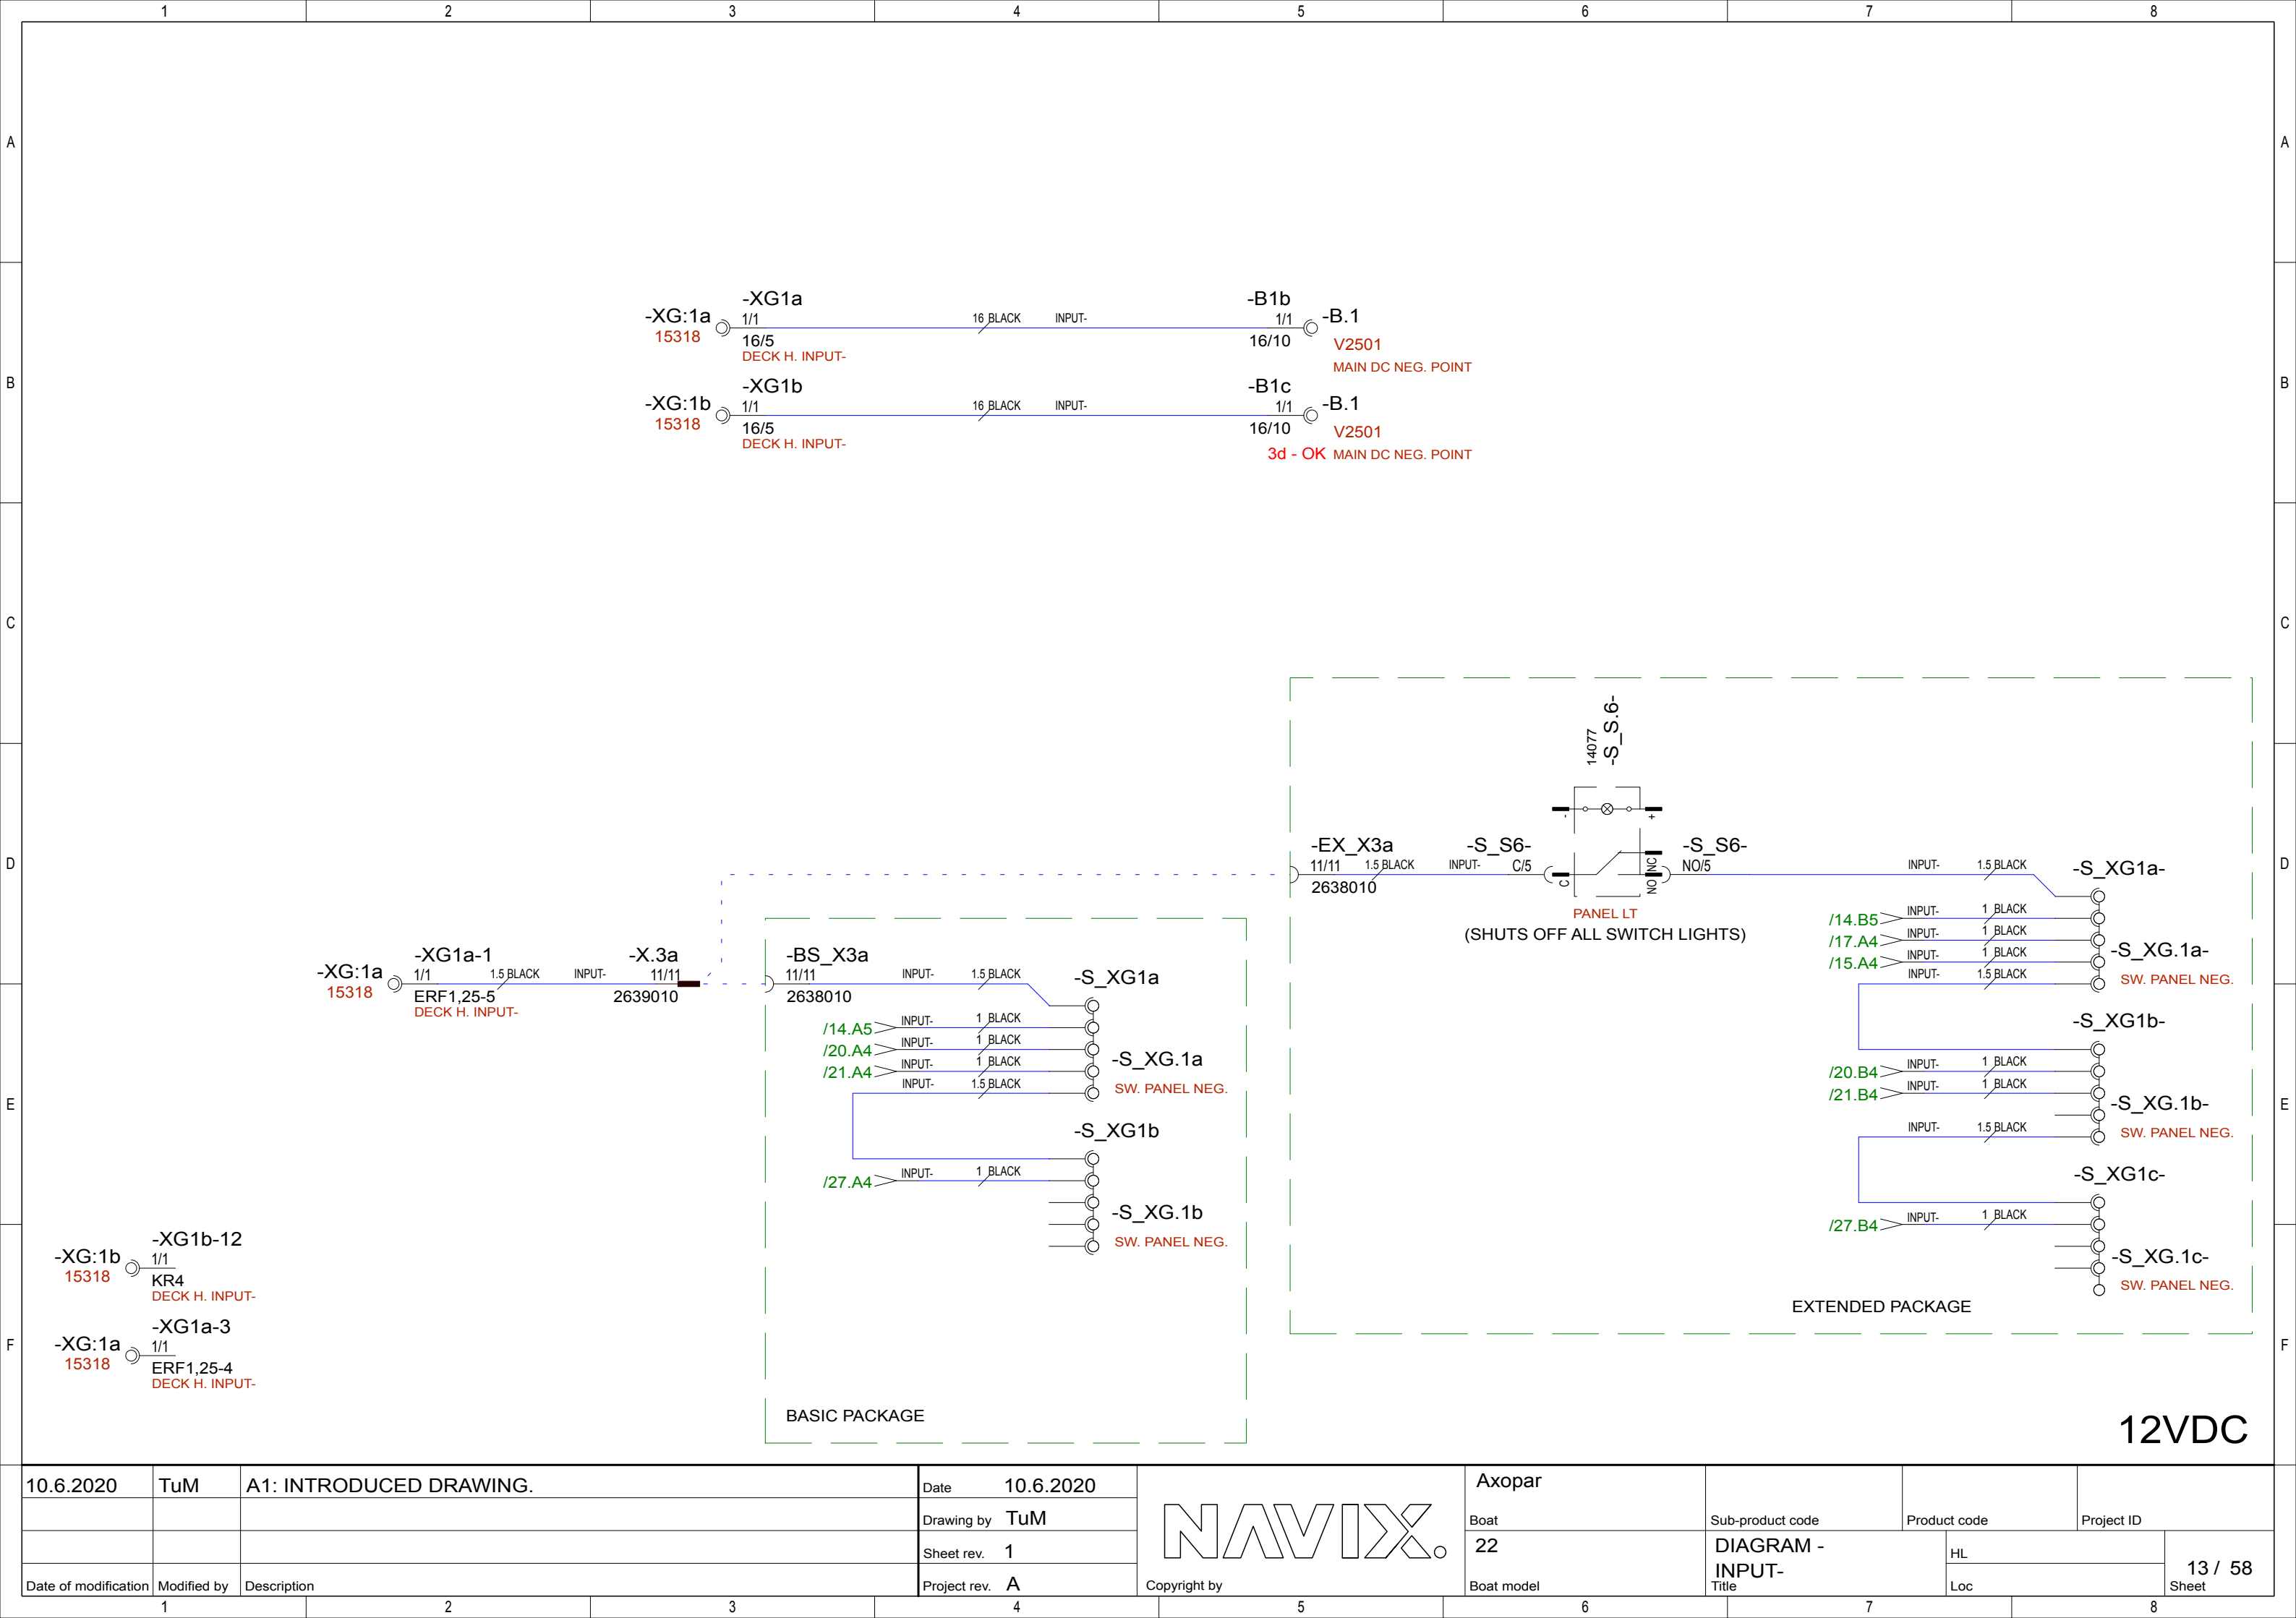 1 2 3 4 5 6 7 8
A A
B B
C C
D D
E E
F F
-XG:1a
15318
-XG1a
1/1
16/5
DECK H. INPUT-
16 BLACK INPUT-
-B1b
1/1
16/10
-B.1
V2501
MAIN DC NEG. POINT
-XG:1b
15318
-XG1b
1/1
16/5
DECK H. INPUT-
16 BLACK INPUT-
-B1c
1/1
16/10
3d - OK
-B.1
V2501
MAIN DC NEG. POINT
14077
-S_S.6-
- +
-EX_X3a
11/11 1.5 BLACK INPUT-
2638010
-S_S6-
C/5
C
NO NC
-S_S6-
NO/5
PANEL LT
(SHUTS OFF ALL SWITCH LIGHTS)
INPUT- 1.5 BLACK
-S_XG1a-
/14.B5 INPUT- 1 BLACK
/17.A4 INPUT- 1 BLACK
/15.A4 INPUT- 1 BLACK
INPUT- 1.5 BLACK
-S_XG.1a-
SW. PANEL NEG.
-S_XG1b-
/20.B4 INPUT- 1 BLACK
/21.B4 INPUT- 1 BLACK
INPUT- 1.5 BLACK
-S_XG.1b-
SW. PANEL NEG.
-S_XG1c-
/27.B4 INPUT- 1 BLACK
-S_XG.1c-
SW. PANEL NEG.
EXTENDED PACKAGE
-XG:1a
15318
-XG1a-1
1/1 1.5 BLACK INPUT-
ERF1,25-5
DECK H. INPUT-
-X.3a
11/11
2639010
-BS_X3a
11/11
2638010
INPUT- 1.5 BLACK
-S_XG1a
/14.A5 INPUT- 1 BLACK
/20.A4 INPUT- 1 BLACK
/21.A4 INPUT- 1 BLACK
INPUT- 1.5 BLACK
-S_XG.1a
SW. PANEL NEG.
-S_XG1b
/27.A4 INPUT- 1 BLACK
-S_XG.1b
SW. PANEL NEG.
BASIC PACKAGE
-XG:1b
15318
-XG1b-12
1/1
KR4
DECK H. INPUT-
-XG:1a
15318
-XG1a-3
1/1
ERF1,25-4
DECK H. INPUT-
12VDC
10.6.2020 TuM A1: INTRODUCED DRAWING.
Date of modification Modified by Description
Date 10.6.2020
Drawing by TuM
Sheet rev. 1
Project rev. A
NAVIX.
Copyright by
Axopar
Boat
22
Boat model
Sub-product code
Product code
Project ID
DIAGRAM -
INPUT-
Title
HL
Loc
13 / 58
Sheet
1 2 3 4 5 6 7 8